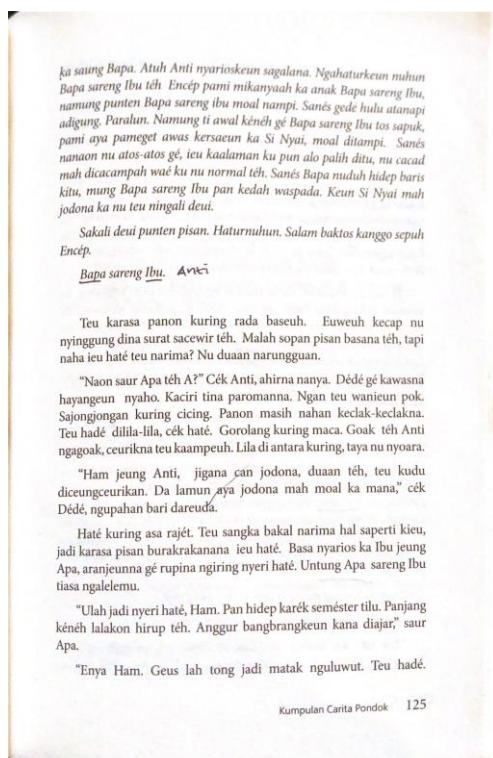 ka saung Bapa. Atuh Anti nyarioskeun sagalana. Ngahaturkeun nuhun
Bapa sareng Ibu téh Encép pami mikanyaah ka anak Bapa sareng Ibu,
namung punten Bapa sareng ibu moal nampi. Sanés gede hulu atanapi
adigung. Paralun. Namung ti awal kénéh gé Bapa sareng Ibu tos sapuk,
pami aya pameget awas kersaeun ka Si Nyai, moal ditampi. Sanés
nanaon nu atos-atos gé, ieu kaalaman ku pun alo palih ditu, nu cacad
mah dicacampah waé ku nu normal téh. Sanés Bapa nuduh hidep baris
kitu, mung Bapa sareng Ibu pan kedah waspada. Keun Si Nyai mah
jodona ka nu teu ningali deui.
Sakali deui punten pisan. Haturnuhun. Salam baktos kanggo sepuh
Encép.
Bapa sareng Ibu. Anti
Teu karasa panon kuring rada baseuh. Euweuh kecap nu
nyinggung dina surat sacewir téh. Malah sopan pisan basana téh, tapi
naha ieu haté teu narima? Nu duaan narungguan.
"Naon saur Apa téh A?" Cék Anti, ahirna nanya. Dédé gé kawasna
hayangeun nyaho. Kaciri tina paromanna. Ngan teu wanieun pok.
Sajongjongan kuring cicing. Panon masih nahan keclak-keclakna.
Teu hadé dilila-lila, cék haté. Gorolang kuring maca. Goak téh Anti
ngagoak, ceurikna teu kaampeuh. Lila di antara kuring, taya nu nyoara.
"Ham jeung Anti, jigana can jodona, duaan téh, teu kudu
diceungceurikan. Da lamun aya jodona mah moal ka mana," cék
Dédé, ngupahan bari dareuda.
Haté kuring asa rajét. Teu sangka bakal narima hal saperti kieu,
jadi karasa pisan burakrakanana ieu haté. Basa nyarios ka Ibu jeung
Apa, aranjeunna gé rupina ngiring nyeri haté. Untung Apa sareng Ibu
tiasa ngalelemu.
"Ulah jadi nyeri haté, Ham. Pan hidep karék seméster tilu. Panjang
kénéh lalakon hirup téh. Anggur bangbrangkeun kana diajar," saur
Apa.
"Enya Ham. Geus lah tong jadi matak nguluwut. Teu hadé.
Kumpulan Carita Pondok 125